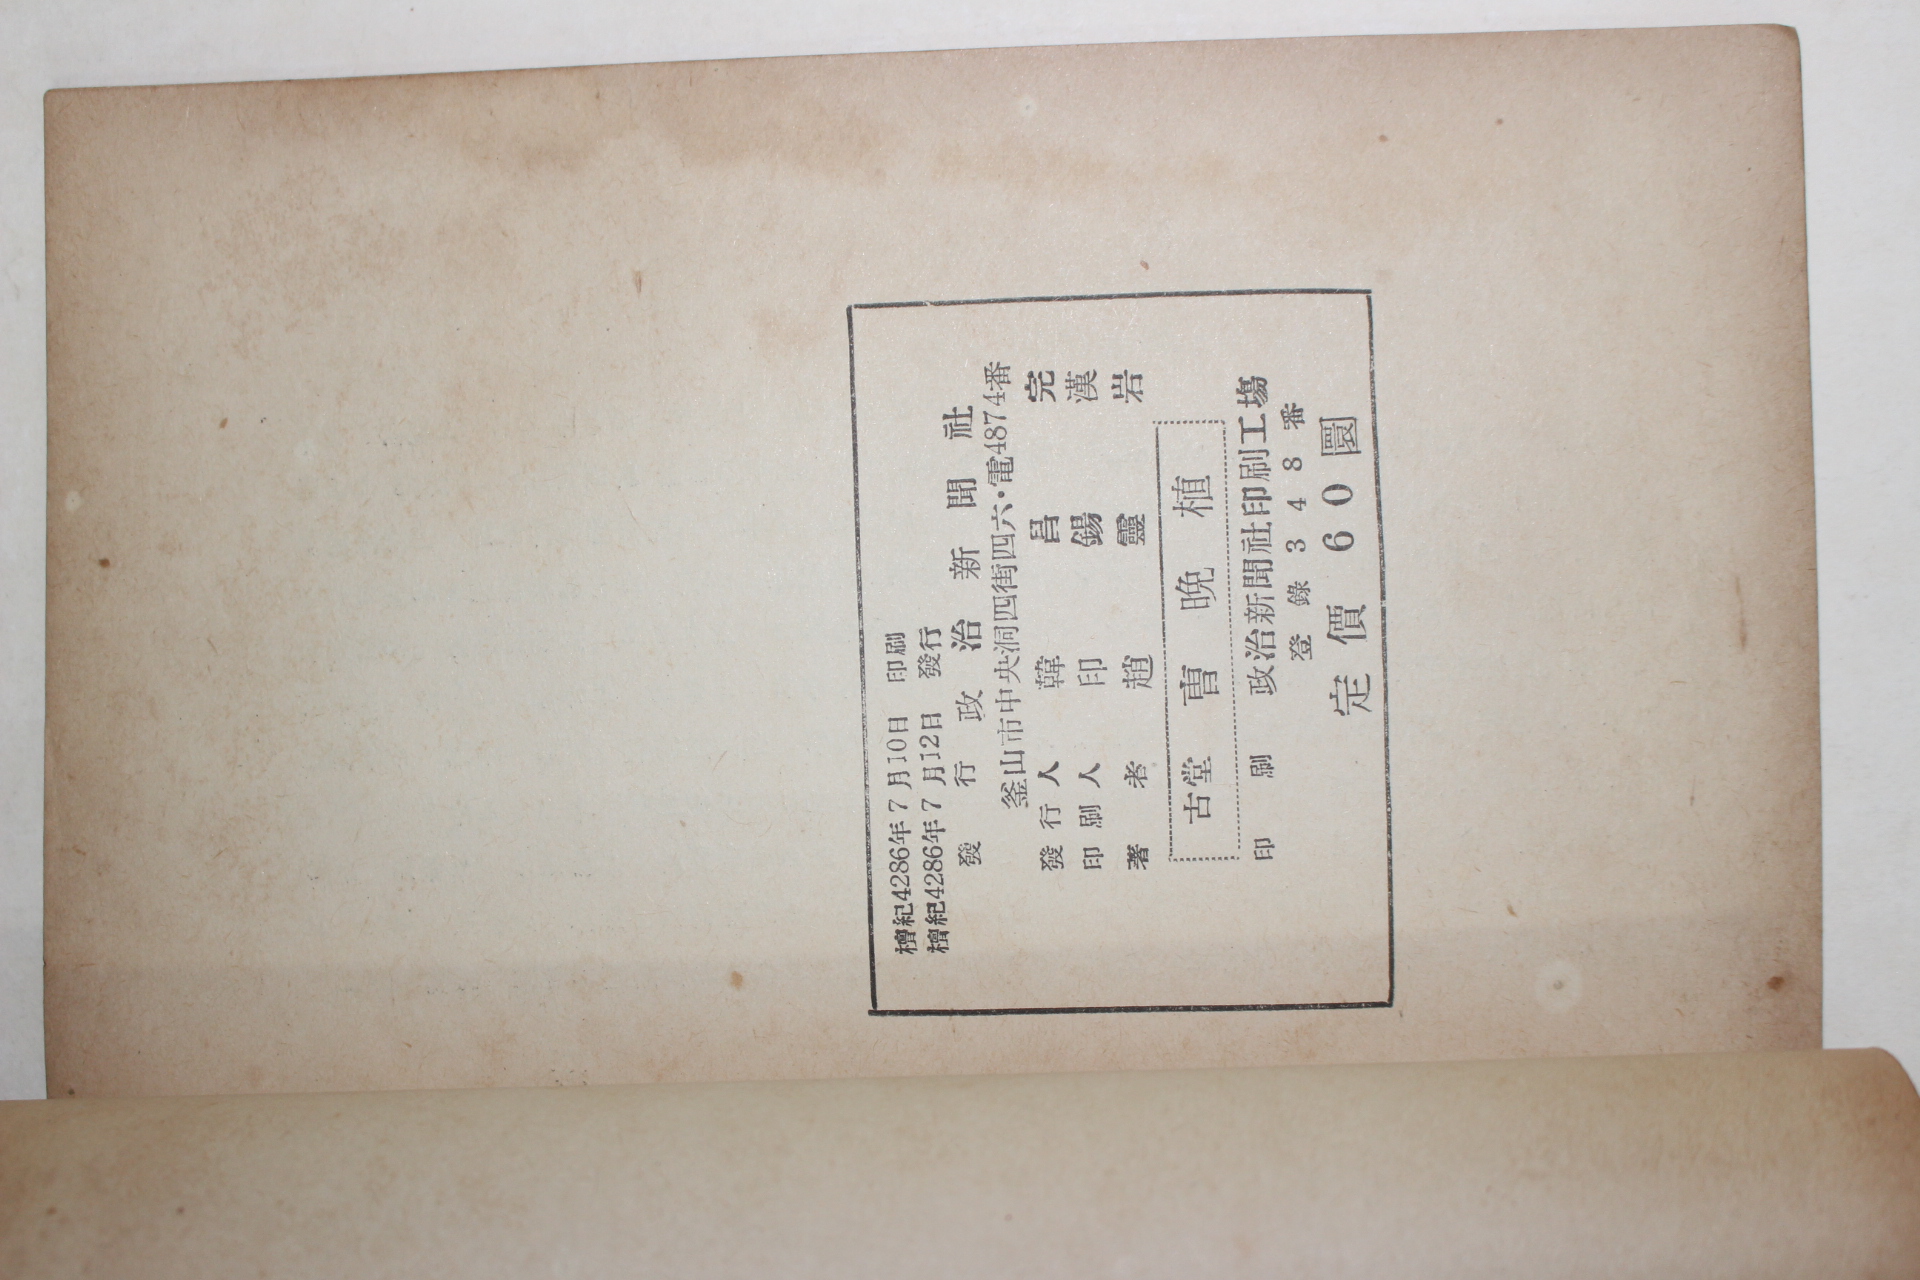 檀紀4286年7月10日 印刷
檀紀4286年7月12日 發行
發行 政治新聞社
釜山市中央洞四街四六·電4874番
發行人 韓昌完
印刷人 印錫漢
著者 趙靈岩
古堂 曺晚植
印刷 政治新聞社印刷工塲
登錄348番
定價60圜